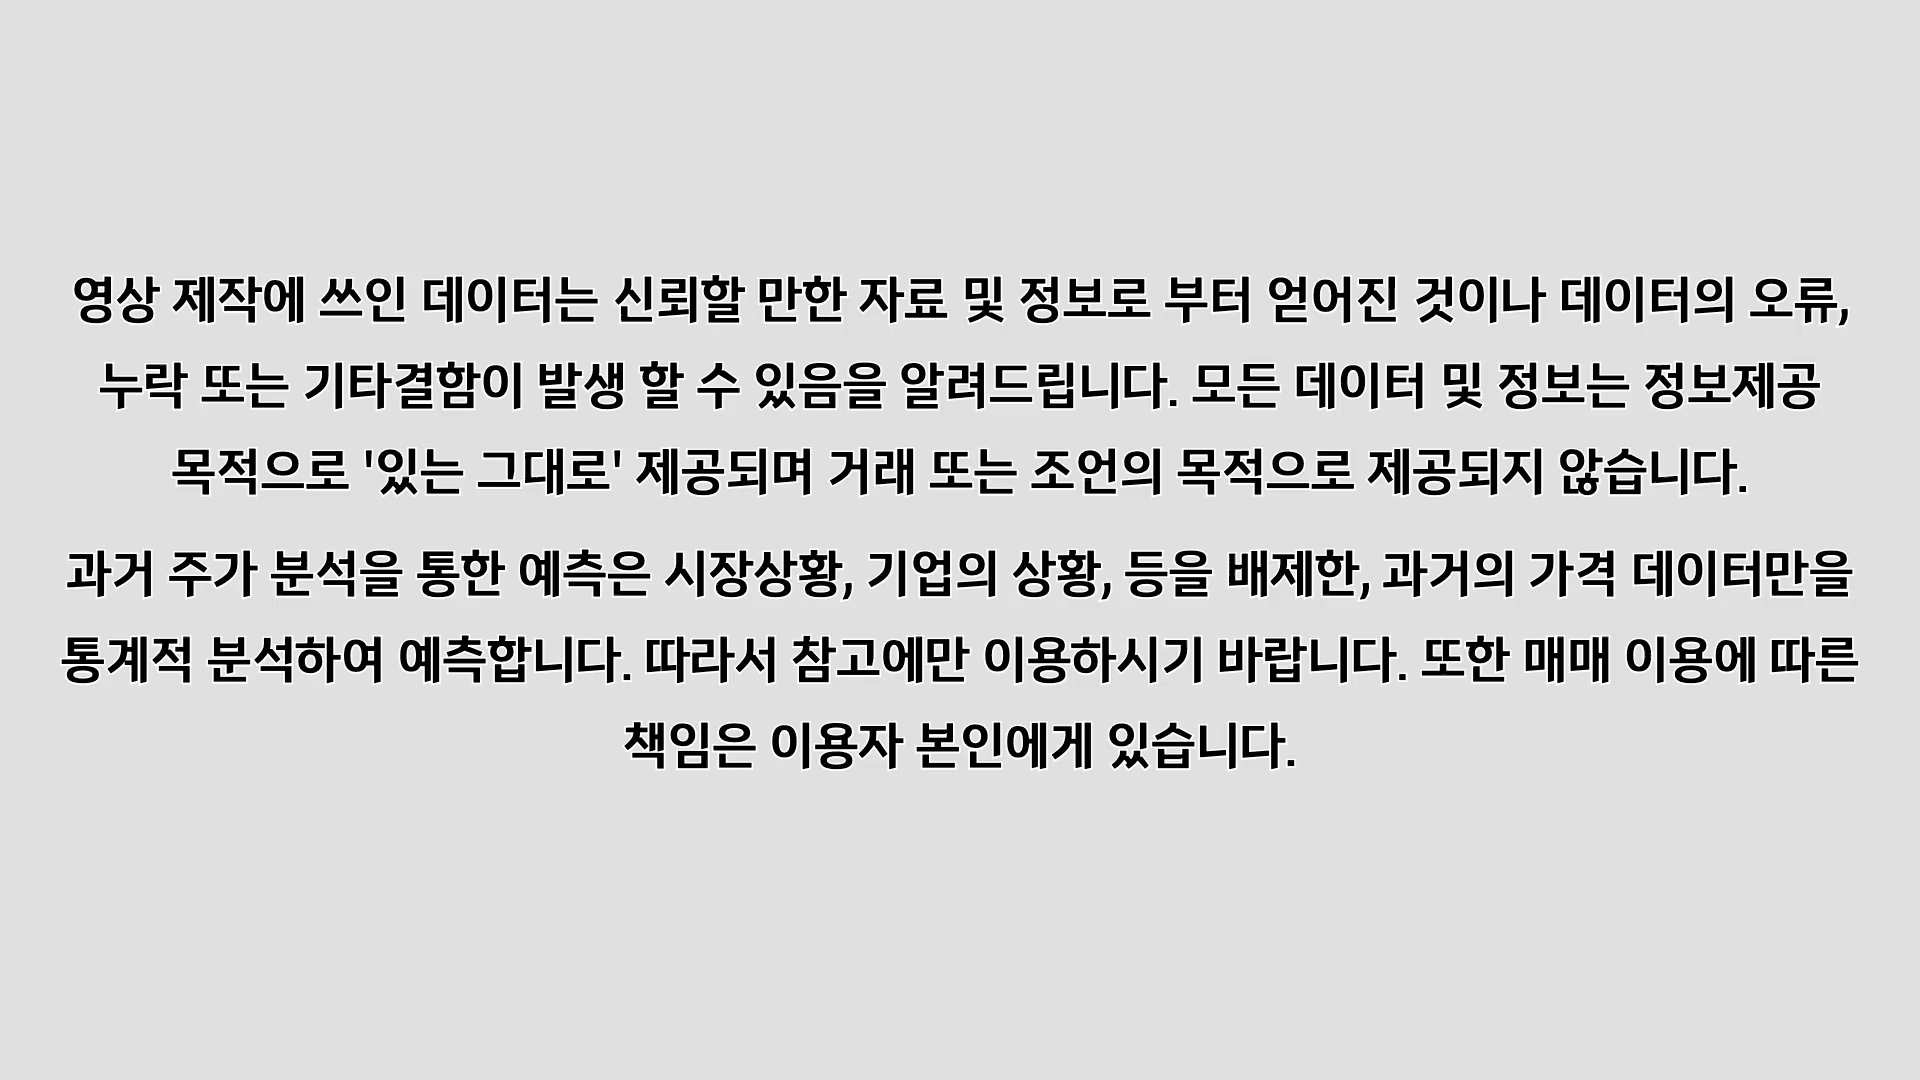 영상 제작에 쓰인 데이터는 신뢰할 만한 자료 및 정보로 부터 얻어진 것이나 데이터의 오류,
누락 또는 기타결함이 발생 할 수 있음을 알려드립니다. 모든 데이터 및 정보는 정보제공
목적으로 '있는 그대로' 제공되며 거래 또는 조언의 목적으로 제공되지 않습니다.
과거 주가 분석을 통한 예측은 시장상황, 기업의 상황, 등을 배제한, 과거의 가격 데이터만을
통계적 분석하여 예측합니다. 따라서 참고에만 이용하시기 바랍니다. 또한 매매 이용에 따른
책임은 이용자 본인에게 있습니다.